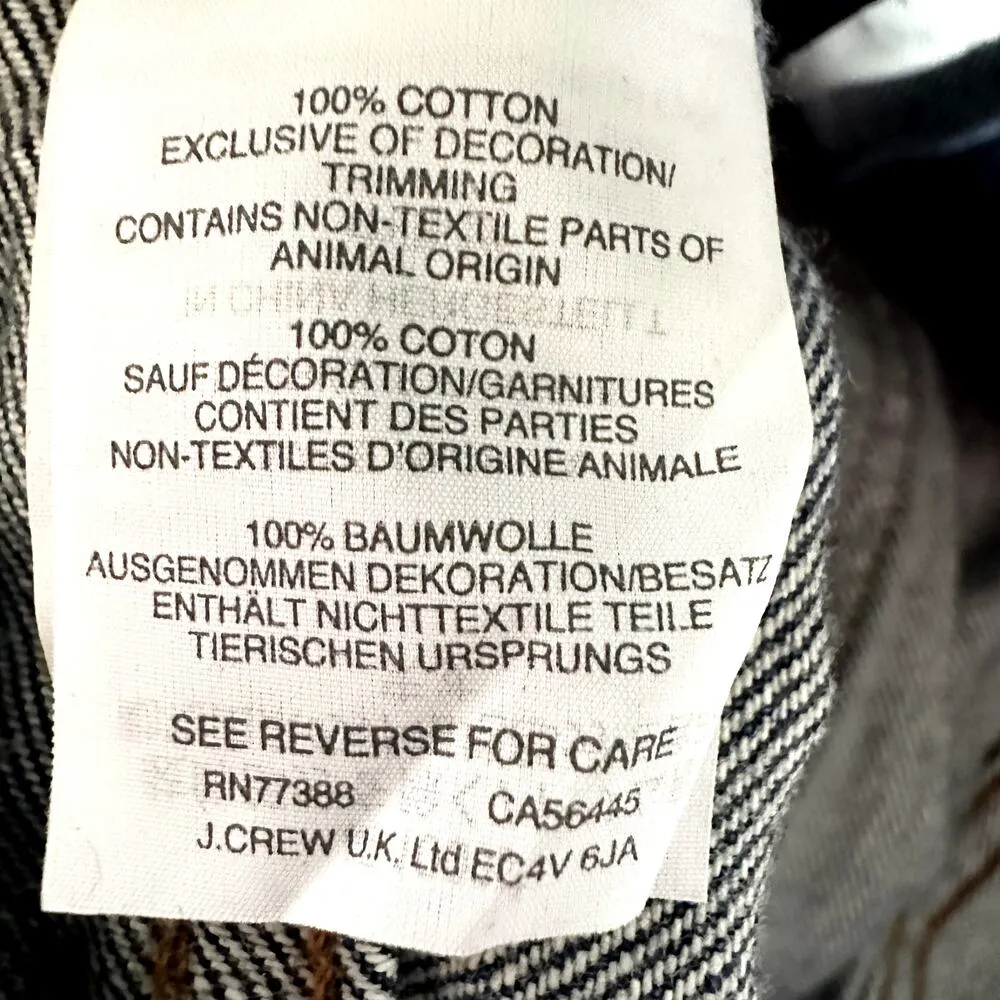 100% COTTON
EXCLUSIVE OF DECORATION/
TRIMMING
CONTAINS NON-TEXTILE PARTS OF
ANIMAL ORIGIN
100% COTON
SAUF DÉCORATION/GARNITURES
CONTIENT DES PARTIES
NON-TEXTILES D'ORIGINE ANIMALE
100% BAUMWOLLE
AUSGENOMMEN DEKORATION/BESATZ
ENTHÄLT NICHTTEXTILE TEILE
TIERISCHEN URSPRUNGS
SEE REVERSE FOR CARE
RN77388 CA56445
J.CREW U.K. Ltd EC4V 6JA